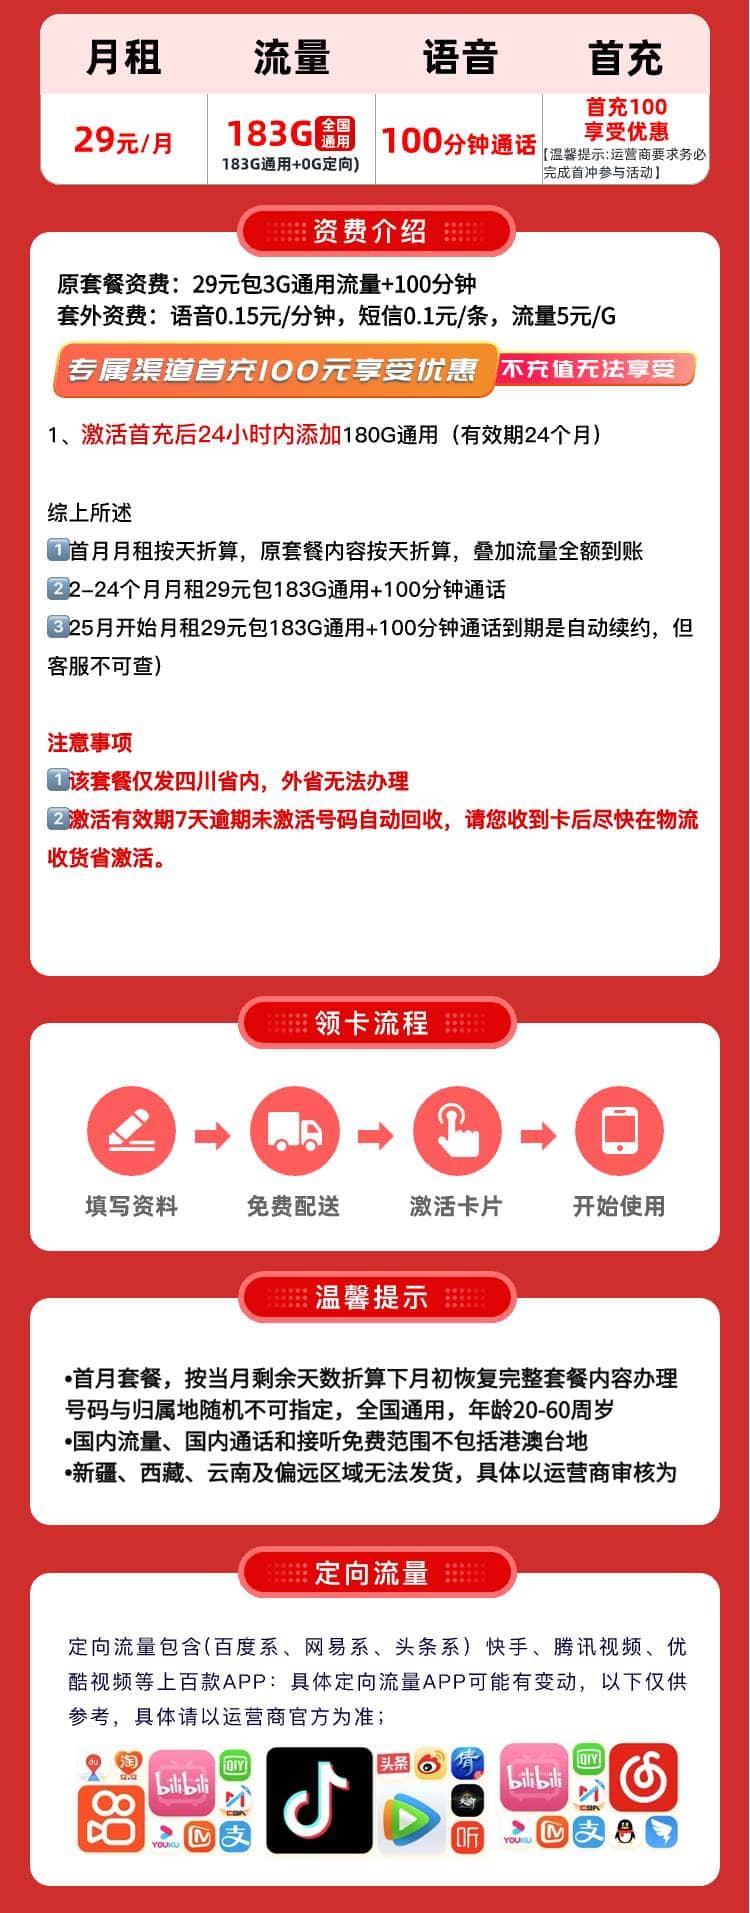 月租 流量 语音 首充
29元/月
183G全国通用
183G通用+0G定向)
100分钟通话
首充100
享受优惠
【温馨提示:运营商要求务必
完成首冲参与活动】
资费介绍
原套餐资费：29元包3G通用流量+100分钟
套外资费：语音0.15元/分钟，短信0.1元/条，流量5元/G
专属渠道首充100元享受优惠 不充值无法享受
1、激活首充后24小时内添加180G通用（有效期24个月）
综上所述
1首月月租按天折算，原套餐内容按天折算，叠加流量全额到账
2 2-24个月月租29元包183G通用+100分钟通话
3 25月开始月租29元包183G通用+100分钟通话到期是自动续约，但
客服不可查）
注意事项
1该套餐仅发四川省内，外省无法办理
2激活有效期7天逾期未激活号码自动回收，请您收到卡后尽快在物流
收货省激活。
领卡流程
填写资料 免费配送 激活卡片 开始使用
温馨提示
•首月套餐，按当月剩余天数折算下月初恢复完整套餐内容办理
号码与归属地随机不可指定，全国通用，年龄20-60周岁
•国内流量、国内通话和接听免费范围不包括港澳台地
•新疆、西藏、云南及偏远区域无法发货，具体以运营商审核为
定向流量
定向流量包含(百度系、网易系、头条系）快手、腾讯视频、优
酷视频等上百款APP：具体定向流量APP可能有变动，以下仅供
参考，具体请以运营商官方为准；
du 淘 12.12 bilibili QIY CBA YOUKU 支
头条 倩 听
bilibili QIY CBA YOUKU 支